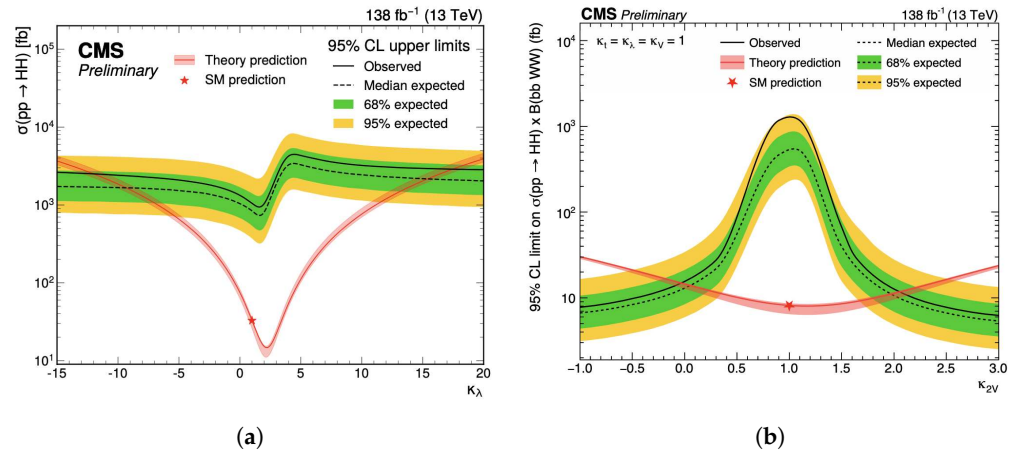 138 fb⁻¹ (13 TeV)
σ(pp → HH) [fb]
CMS
Preliminary
Theory prediction
SM prediction
95% CL upper limits
Observed
Median expected
68% expected
95% expected
10⁵
10⁴
10³
10²
10¹
-15 -10 -5 0 5 10 15 20
κλ
(a)
CMS Preliminary 138 fb⁻¹ (13 TeV)
95% CL limit on σ(pp → HH) x B(bb WW) (fb)
κt = κλ = κV = 1
Observed
Theory prediction
SM prediction
Median expected
68% expected
95% expected
10⁴
10³
10²
10
−1.0 −0.5 0.0 0.5 1.0 1.5 2.0 2.5 3.0
κ2V
(b)